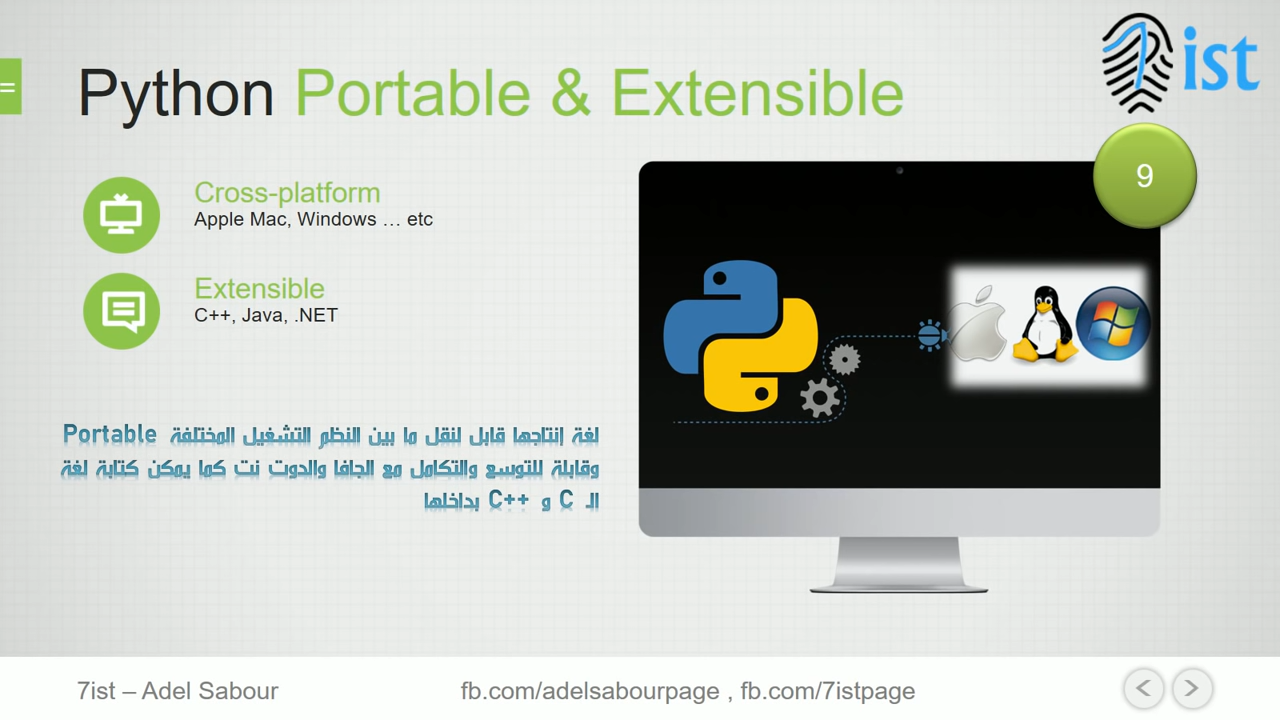 7ist
Python Portable & Extensible
9
Cross-platform
Apple Mac, Windows … etc
Extensible
C++, Java, .NET
لغة إنتاجها قابل لنقل ما بين النظم التشغيل المختلفة Portable
وقابلة للتوسع والتكامل مع الجافا والدوت نت كما يمكن كتابة لغة
الـ C و C++ بداخلها
7ist – Adel Sabour
fb.com/adelsabourpage , fb.com/7istpage